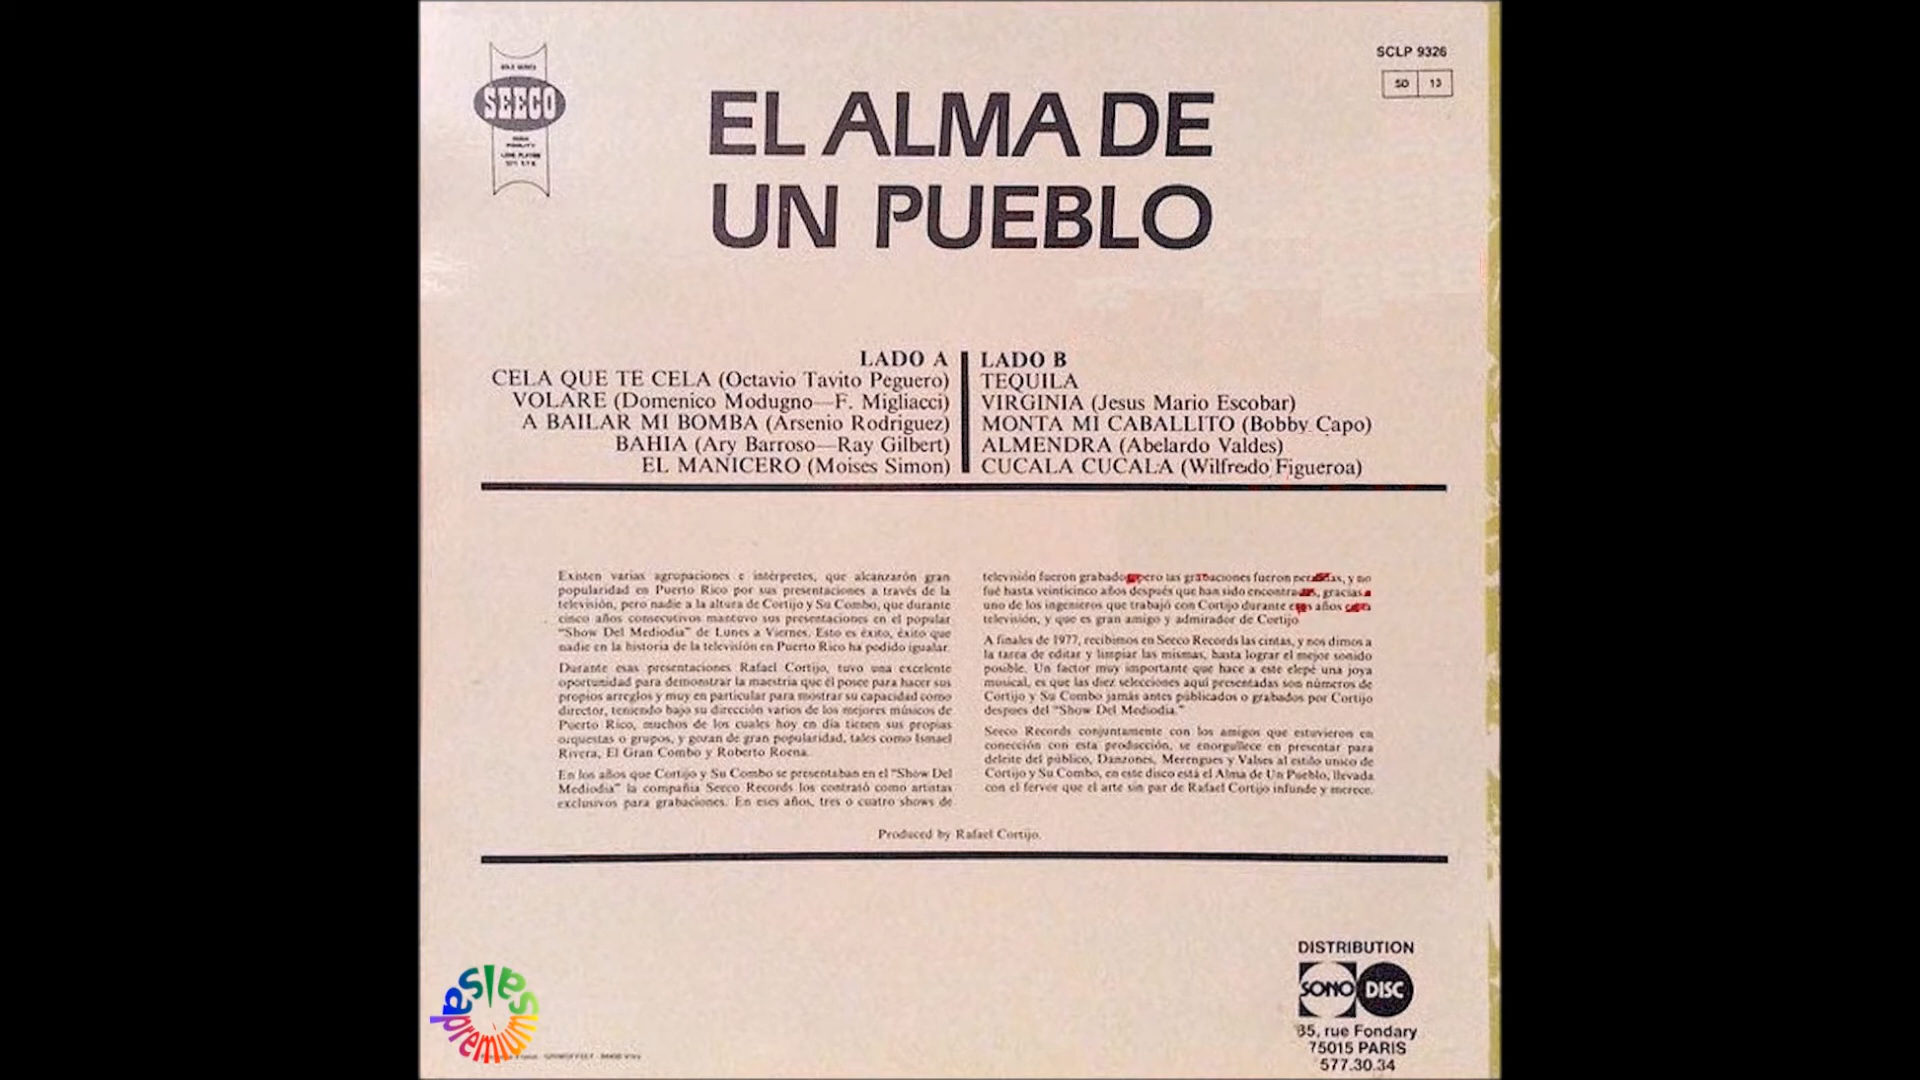 SCLP 9326
SD 13
SEECO
HIGH
FIDELITY
LONG PLAYING
EL ALMA DE
UN PUEBLO
LADO A
CELA QUE TE CELA (Octavio Tavito Peguero)
VOLARE (Domenico Modugno—F. Migliacci)
A BAILAR MI BOMBA (Arsenio Rodriguez)
BAHIA (Ary Barroso—Ray Gilbert)
EL MANICERO (Moises Simon)
LADO B
TEQUILA
VIRGINIA (Jesus Mario Escobar)
MONTA MI CABALLITO (Bobby Capo)
ALMENDRA (Abelardo Valdes)
CUCALA CUCALA (Wilfredo Figueroa)
Existen varias agrupaciones e intérpretes, que alcanzarón gran
popularidad en Puerto Rico por sus presentaciones a través de la
televisión, pero nadie a la altura de Cortijo y Su Combo, que durante
cinco años consecutivos mantuvo sus presentaciones en el popular
"Show Del Mediodia" de Lunes a Viernes. Esto es éxito, éxito que
nadie en la historia de la televisión en Puerto Rico ha podido igualar.
Durante esas presentaciones Rafael Cortijo, tuvo una excelente
oportunidad para demonstrar la maestria que él posee para hacer sus
propios arreglos y muy en particular para mostrar su capacidad como
director, teniendo bajo su dirección varios de los mejores músicos de
Puerto Rico, muchos de los cuales hoy en día tienen sus propias
orquestas o grupos, y gozan de gran popularidad, tales como Ismael
Rivera, El Gran Combo y Roberto Roena.
En los años que Cortijo y Su Combo se presentaban en el "Show Del
Mediodia" la compañia Seeco Records los contrató como artistas
exclusivos para grabaciones. En eses años, tres o cuatro shows de
televisión fueron grabados pero las grabaciones fueron perdidas, y no
fué hasta veinticinco años después que han sido encontradas, gracias a
uno de los ingenieros que trabajó con Cortijo durante esos años
televisión, y que es gran amigo y admirador de Cortijo
A finales de 1977, recibimos en Seeco Records las cintas, y nos dimos a
la tarea de editar y limpiar las mismas, hasta lograr el mejor sonido
posible. Un factor muy importante que hace a este elepé una joya
musical, es que las diez selecciones aquí presentadas son números de
Cortijo y Su Combo jamás antes públicados o grabados por Cortijo
despues del "Show Del Mediodia."
Seeco Records conjuntamente con los amigos que estuvieron en
conección con esta producción, se enorgullece en presentar para
deleite del público, Danzones, Merengues y Valses al estilo unico de
Cortijo y Su Combo, en este disco está el Alma de Un Pueblo, llevada
con el fervor que el arte sin par de Rafael Cortijo infunde y merece.
Produced by Rafael Cortijo.
DISTRIBUTION
SONO DISC
85, rue Fondary
75015 PARIS
577.30.34
salsa premium